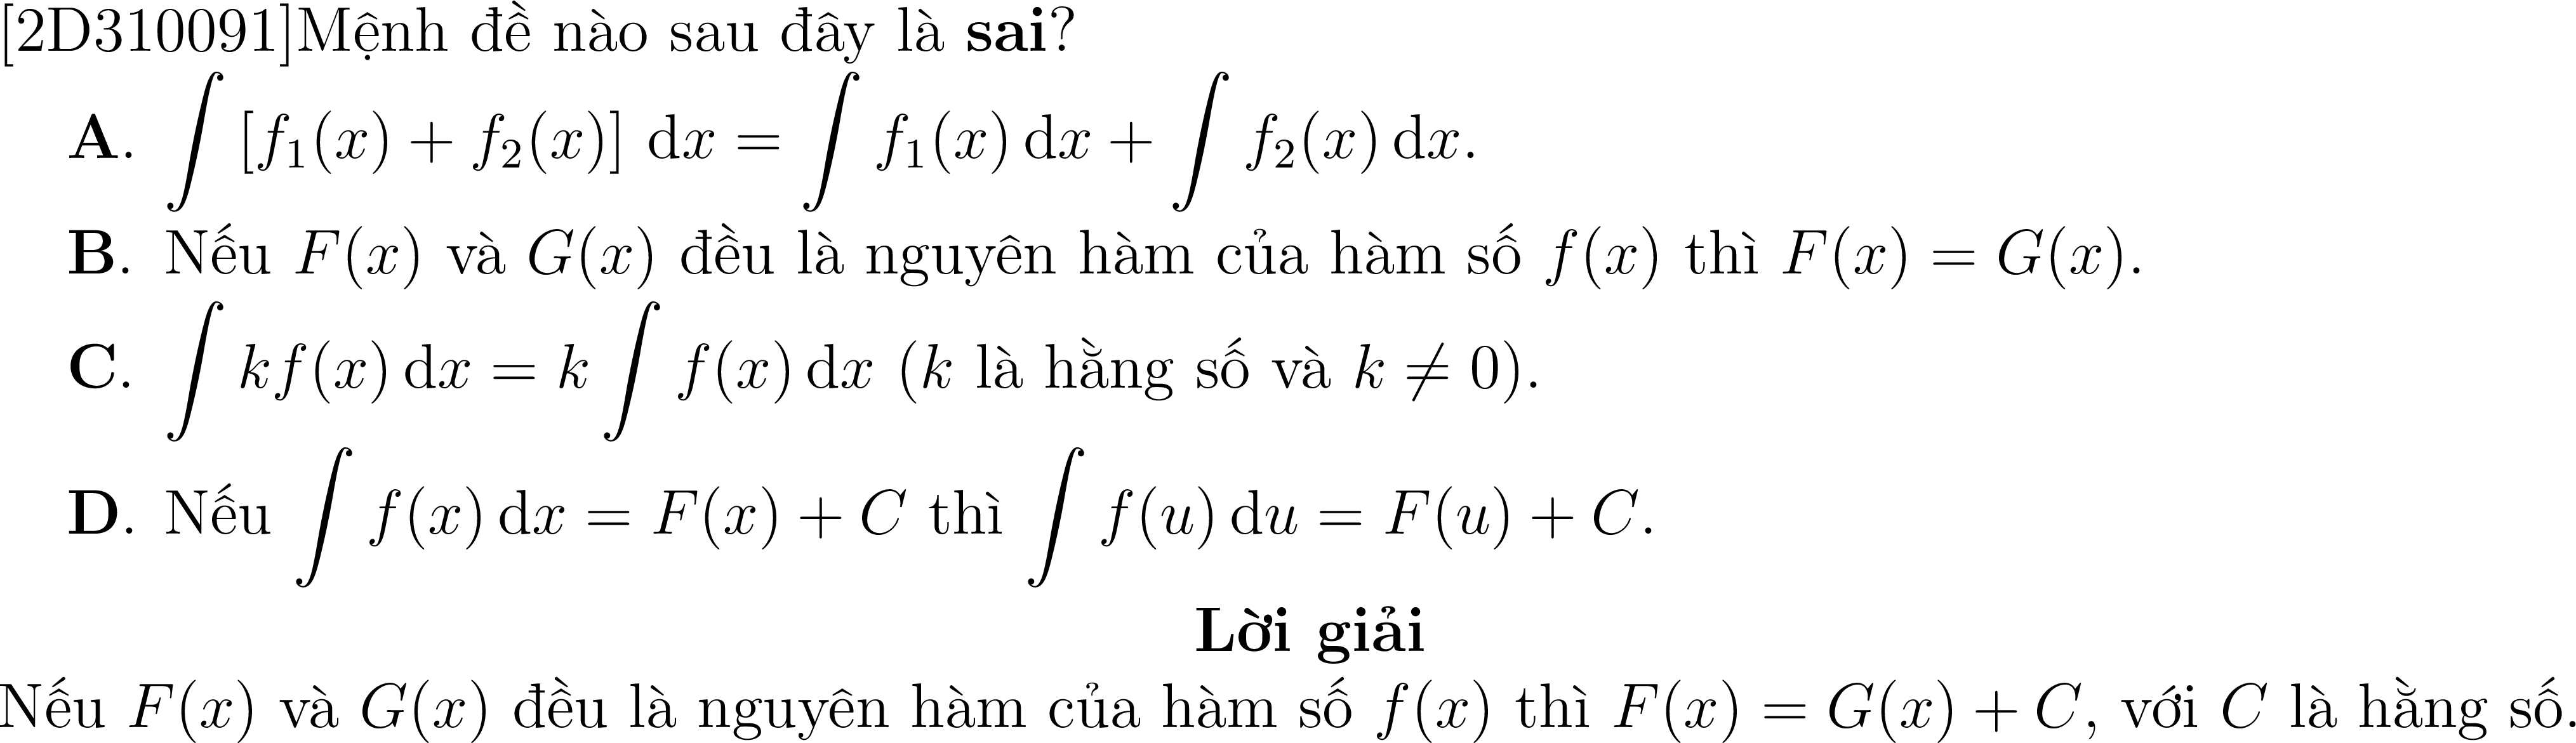 [2D310091]Mệnh đề nào sau đây là sai?
A. ∫ [f₁(x) + f₂(x)] dx = ∫ f₁(x) dx + ∫ f₂(x) dx.
B. Nếu F(x) và G(x) đều là nguyên hàm của hàm số f(x) thì F(x) = G(x).
C. ∫ kf(x) dx = k ∫ f(x) dx (k là hằng số và k ≠ 0).
D. Nếu ∫ f(x) dx = F(x) + C thì ∫ f(u) du = F(u) + C.
Lời giải
Nếu F(x) và G(x) đều là nguyên hàm của hàm số f(x) thì F(x) = G(x) + C, với C là hằng số.